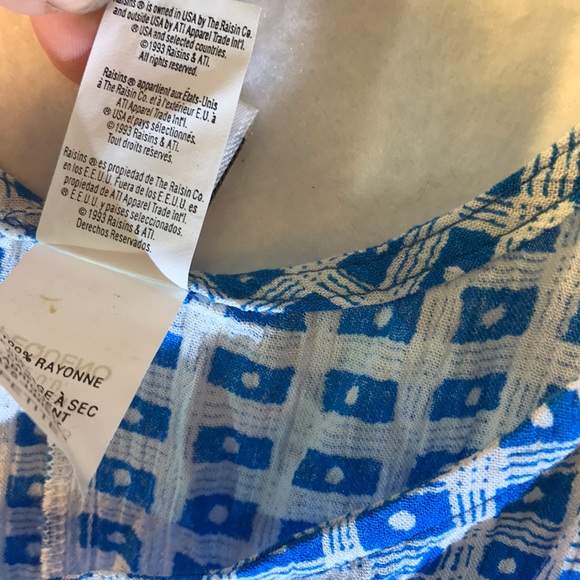 Raisins ® is owned in USA by The Raisin Co.
and outside USA by ATI Apparel Trade Int'l.
® USA and selected countries.
© 1993 Raisins & ATI.
All rights reserved.
Raisins ® appartient aux États-Unis
à The Raisin Co. et à l'extérieur E.U. à
ATI Apparel Trade Int'l.
® USA et pays sélectionnés.
© 1993 Raisins & ATI.
Tout droits reservés.
Raisins ® es propiedad de The Raisin Co.
en los E.E.U.U. Fuera de los E.E.U.U. es
propiedad de ATI Apparel Trade Int'l.
® E.E.U.U. y paises seleccionados.
© 1993 Raisins & ATI.
Derechos Reservados.
100% RAYONNE
À SEC